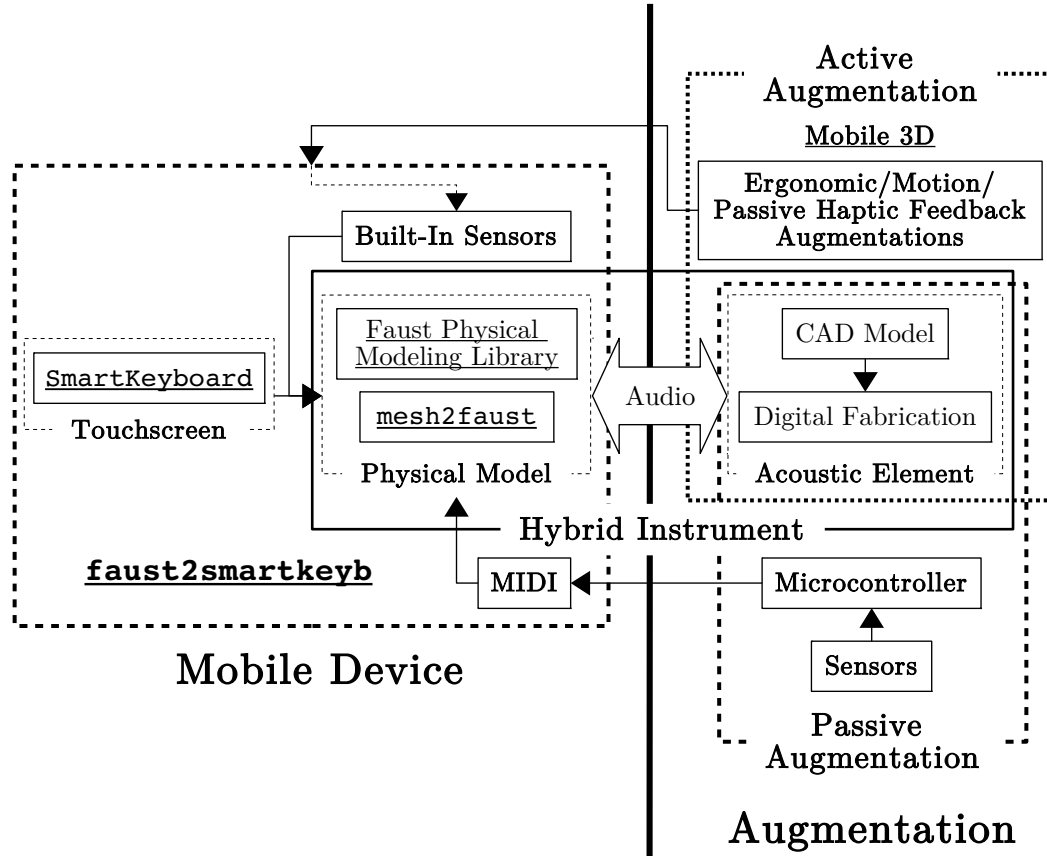 Active
Augmentation
Mobile 3D
Ergonomic/Motion/
Passive Haptic Feedback
Augmentations
Built-In Sensors
Faust Physical
Modeling Library
CAD Model
SmartKeyboard
Audio
mesh2faust
Digital Fabrication
Touchscreen
Physical Model
Acoustic Element
Hybrid Instrument
faust2smartkeyb
MIDI
Microcontroller
Mobile Device
Sensors
Passive
Augmentation
Augmentation